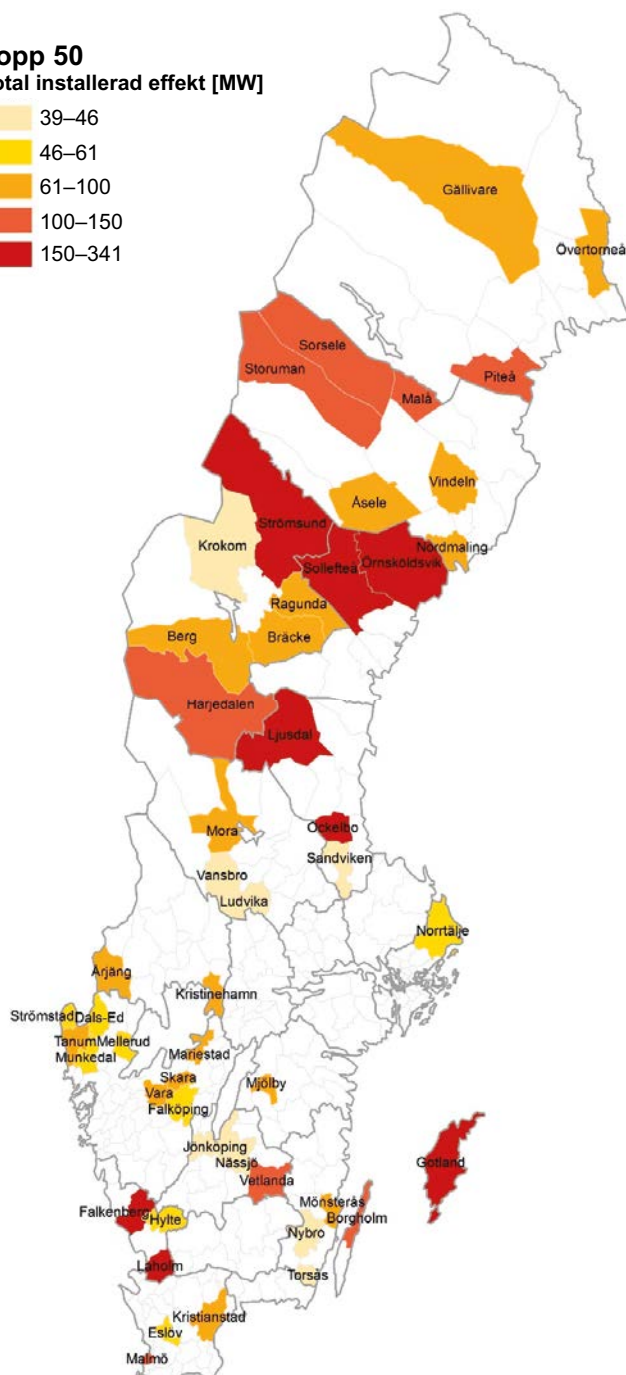 opp 50
otal installerad effekt [MW]
39–46
46–61
61–100
100–150
150–341
Gällivare
Övertorneå
Sorsele
Storuman
Malå
Piteå
Vindeln
Åsele
Strömsund
Krokom
Nordmaling
Örnsköldsvik
Sollefteå
Ragunda
Berg
Bräcke
Härjedalen
Ljusdal
Ockelbo
Mora
Sandviken
Vansbro
Ludvika
Norrtälje
Årjäng
Kristinehamn
Strömstad
Dals-Ed
Tanum
Mellerud
Munkedal
Mariestad
Skara
Vara
Mjölby
Falköping
Jönköping
Nässjö
Gotland
Vetlanda
Mönsterås
Falkenberg
Hylte
Borgholm
Nybro
Laholm
Torsås
Kristianstad
Eslöv
Malmö